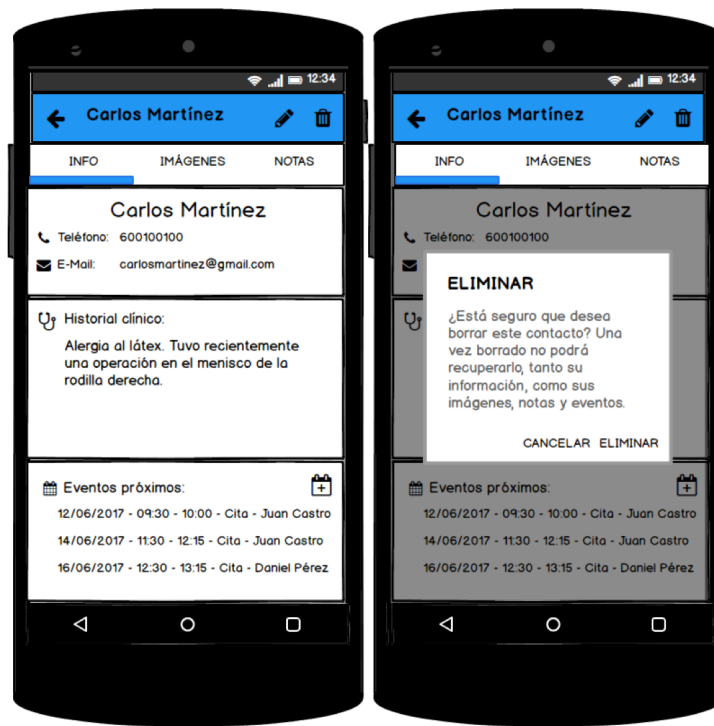 12:34
Carlos Martínez
INFO IMÁGENES NOTAS
Carlos Martínez
Teléfono: 600100100
E-Mail: carlosmartinez@gmail.com
Historial clínico:
Alergia al látex. Tuvo recientemente
una operación en el menisco de la
rodilla derecha.
Eventos próximos:
12/06/2017 - 09:30 - 10:00 - Cita - Juan Castro
14/06/2017 - 11:30 - 12:15 - Cita - Juan Castro
16/06/2017 - 12:30 - 13:15 - Cita - Daniel Pérez
12:34
Carlos Martínez
INFO IMÁGENES NOTAS
Carlos Martínez
Teléfono: 600100100
ELIMINAR
¿Está seguro que desea
borrar este contacto? Una
vez borrado no podrá
recuperarlo, tanto su
información, como sus
imágenes, notas y eventos.
CANCELAR ELIMINAR
Eventos próximos:
12/06/2017 - 09:30 - 10:00 - Cita - Juan Castro
14/06/2017 - 11:30 - 12:15 - Cita - Juan Castro
16/06/2017 - 12:30 - 13:15 - Cita - Daniel Pérez